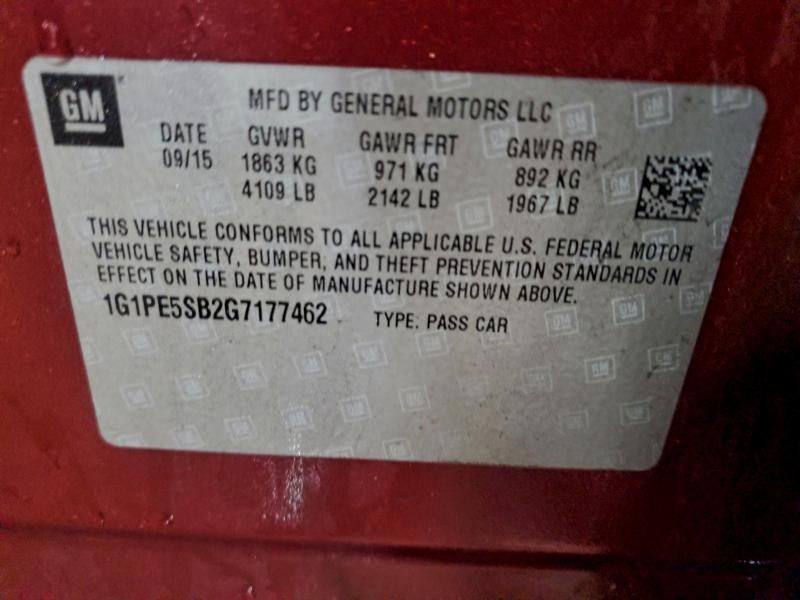 GM MFD BY GENERAL MOTORS LLC
DATE GVWR GAWR FRT GAWR RR
09/15 1863 KG 971 KG 892 KG
4109 LB 2142 LB 1967 LB
THIS VEHICLE CONFORMS TO ALL APPLICABLE U.S. FEDERAL MOTOR
VEHICLE SAFETY, BUMPER, AND THEFT PREVENTION STANDARDS IN
EFFECT ON THE DATE OF MANUFACTURE SHOWN ABOVE.
1G1PE5SB2G7177462 TYPE: PASS CAR